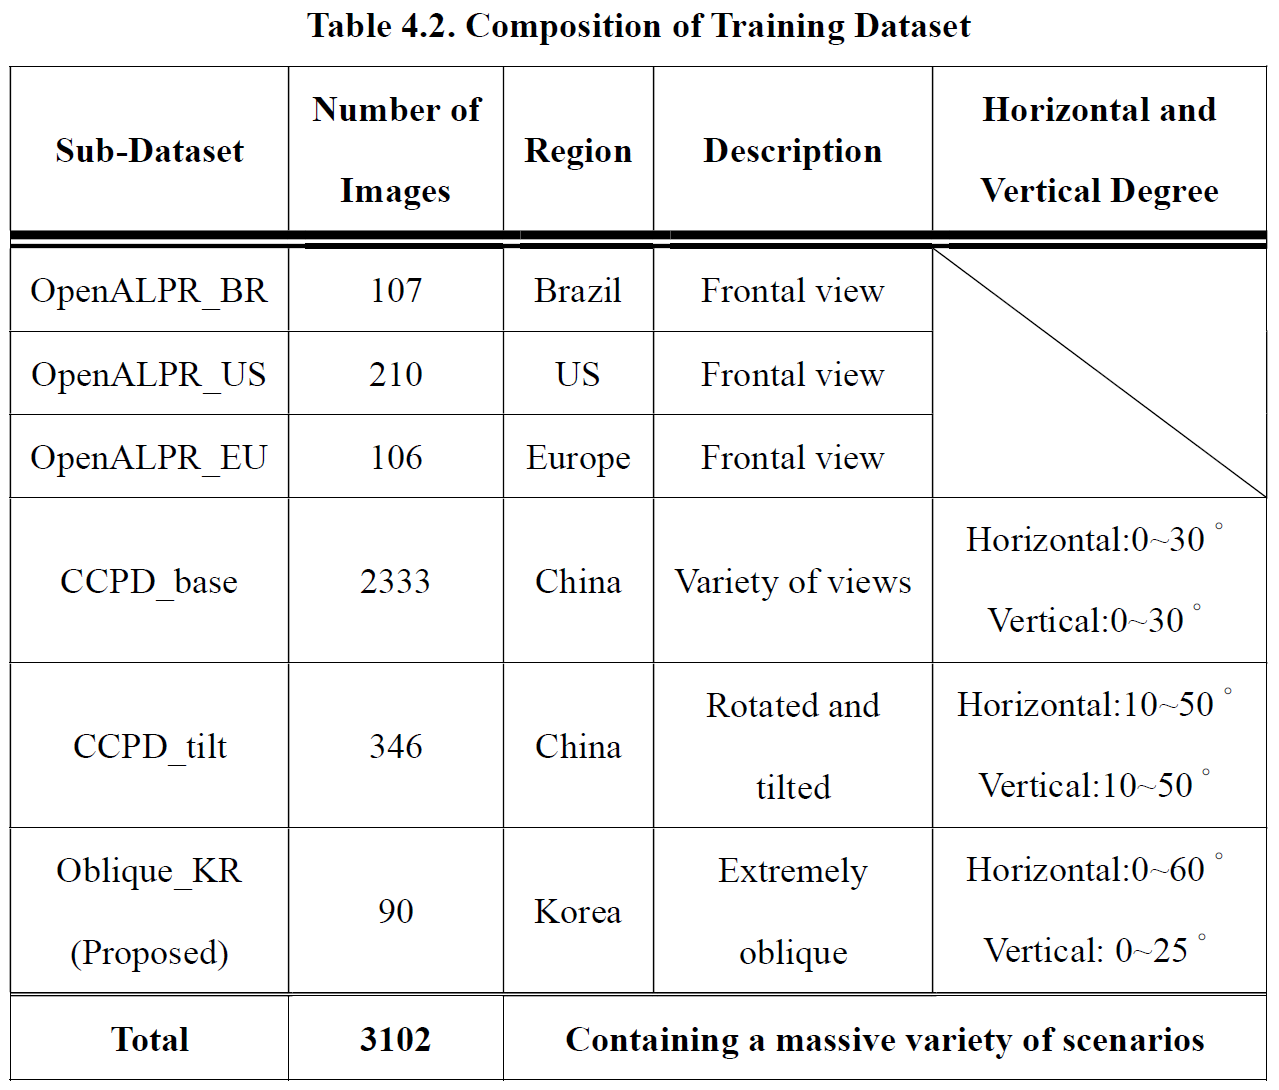 Table 4.2. Composition of Training Dataset
Sub-Dataset
Number of
Images
Region
Description
Horizontal and
Vertical Degree
OpenALPR_BR
107
Brazil
Frontal view
OpenALPR_US
210
US
Frontal view
OpenALPR_EU
106
Europe
Frontal view
CCPD_base
2333
China
Variety of views
Horizontal:0~30°
Vertical:0~30°
CCPD_tilt
346
China
Rotated and
tilted
Horizontal:10~50°
Vertical:10~50°
Oblique_KR
(Proposed)
90
Korea
Extremely
oblique
Horizontal:0~60°
Vertical: 0~25°
Total
3102
Containing a massive variety of scenarios